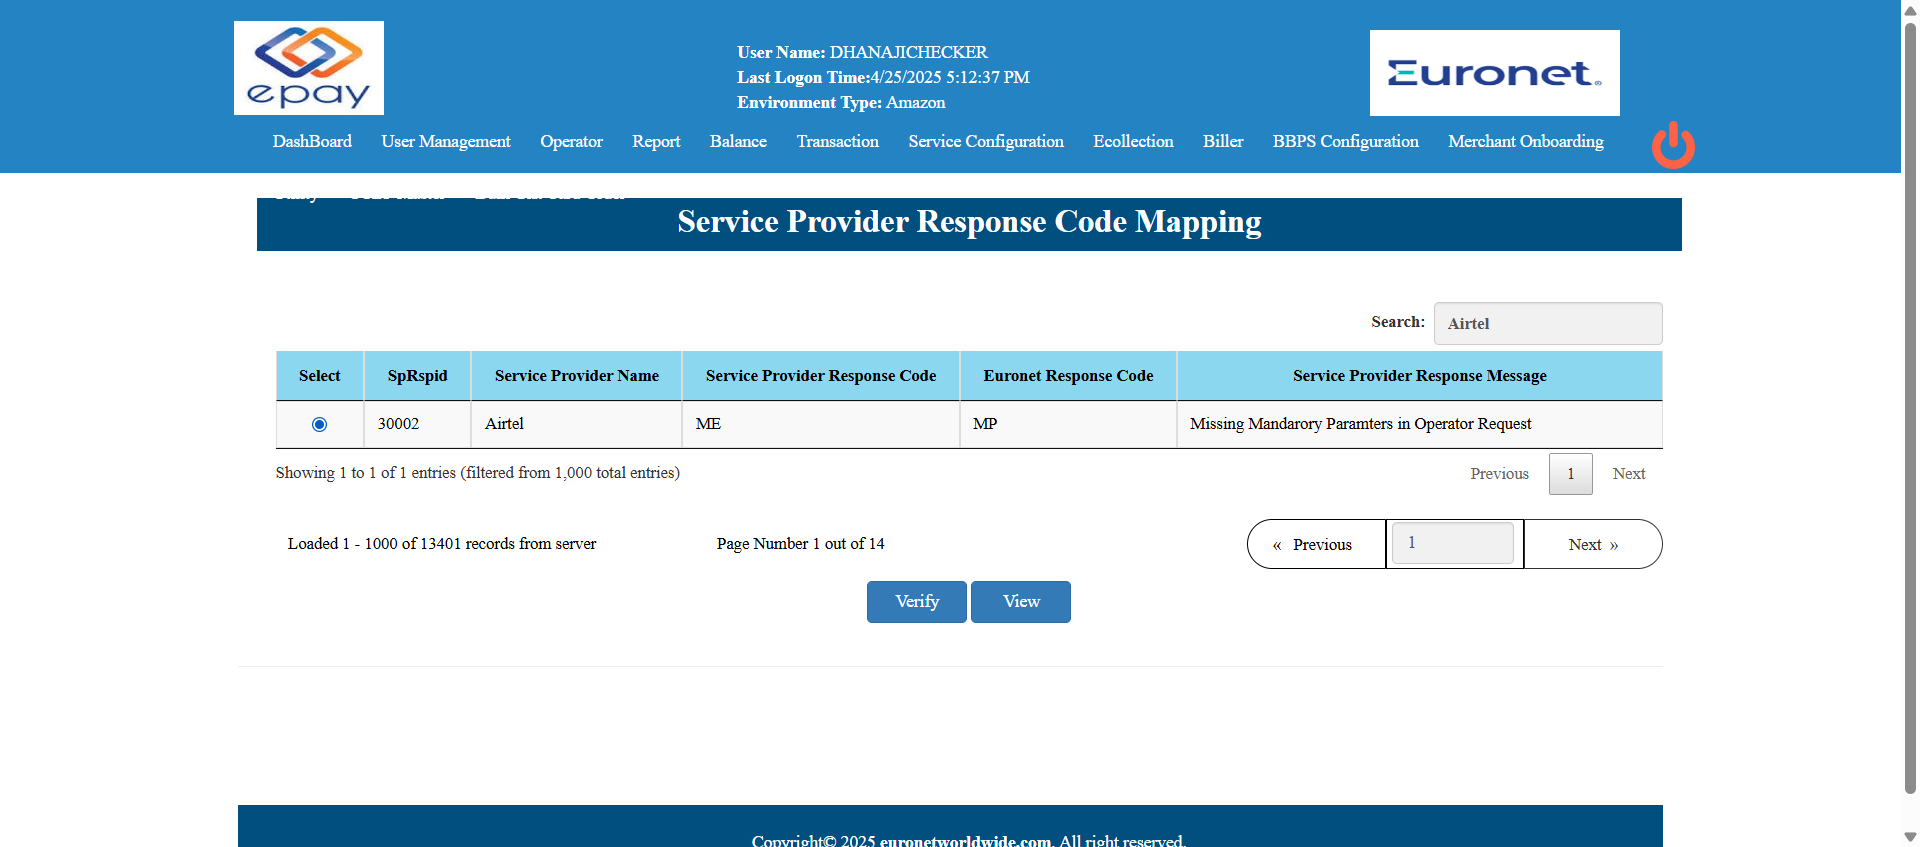 epay
User Name: DHANAJICHECKER
Last Logon Time:4/25/2025 5:12:37 PM
Environment Type: Amazon
Euronet
DashBoard User Management Operator Report Balance Transaction Service Configuration Ecollection Biller BBPS Configuration Merchant Onboarding
Service Provider Response Code Mapping
Search: Airtel
Select SpRspid Service Provider Name Service Provider Response Code Euronet Response Code Service Provider Response Message
30002 Airtel ME MP Missing Mandarory Paramters in Operator Request
Showing 1 to 1 of 1 entries (filtered from 1,000 total entries)
Previous 1 Next
Loaded 1 - 1000 of 13401 records from server
Page Number 1 out of 14
« Previous 1 Next »
Verify View
Copyright© 2025 euronetworldwide.com. All right reserved.